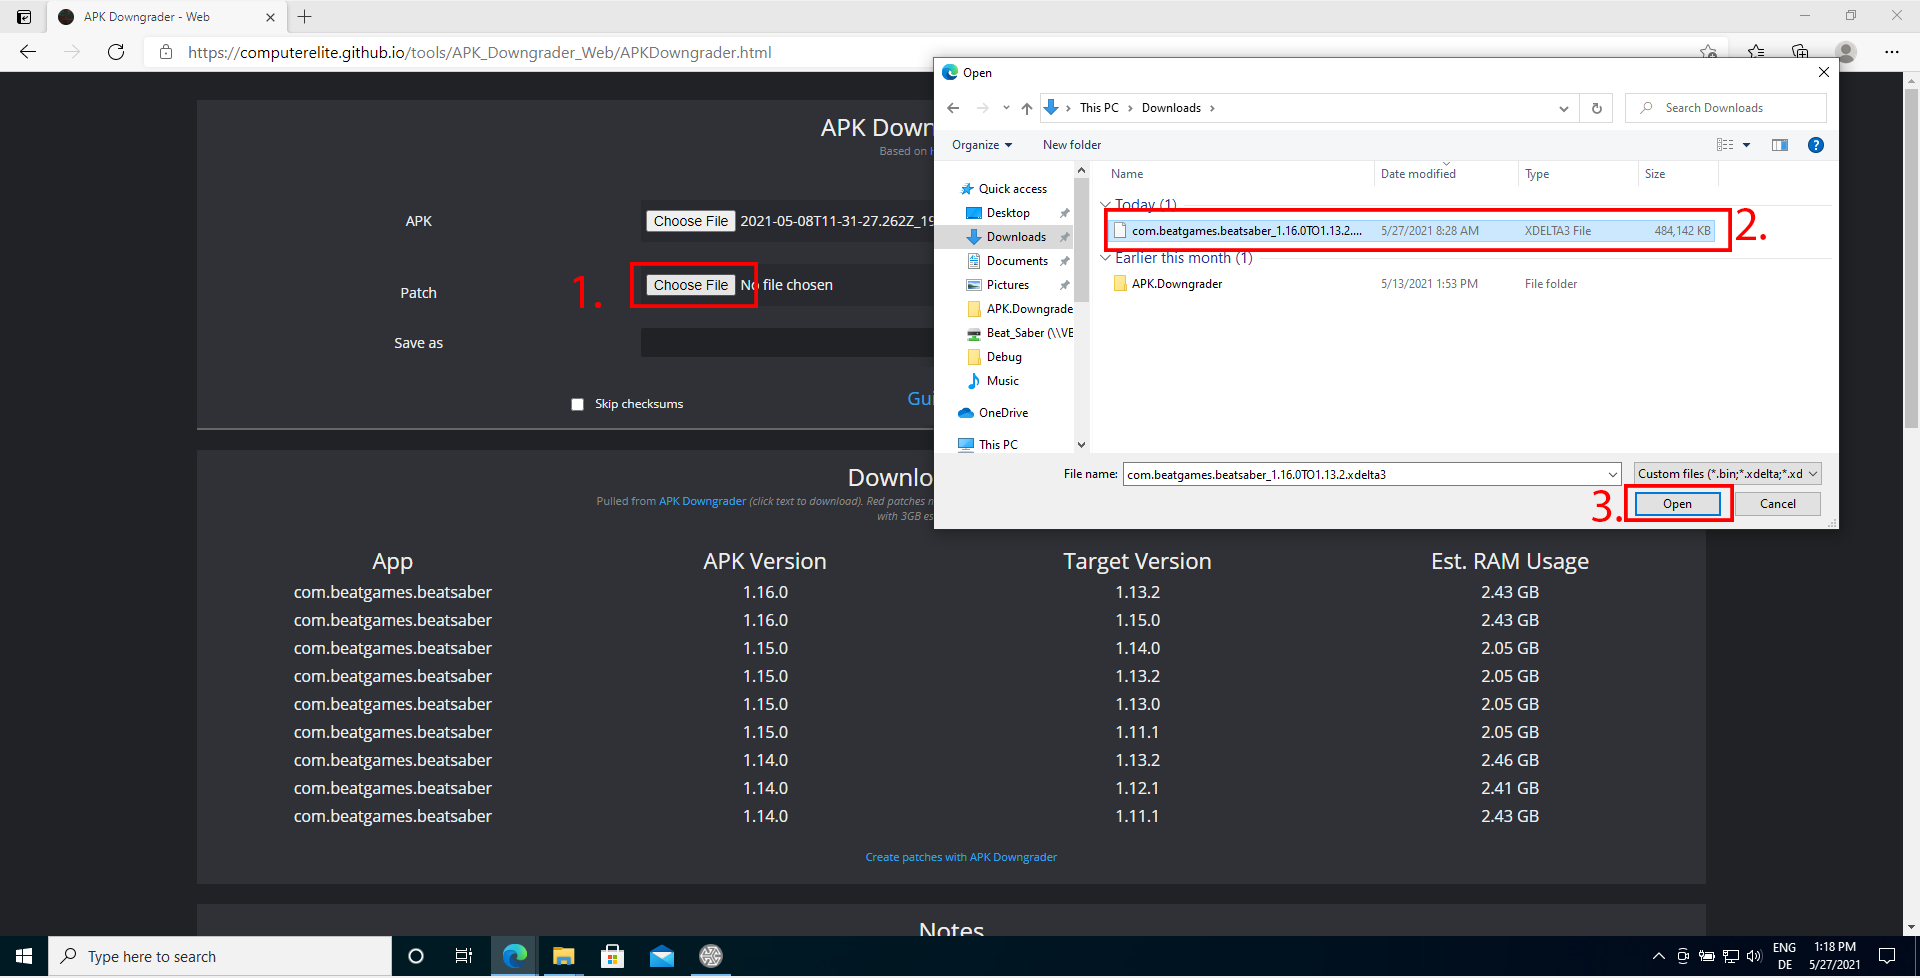 APK Downgrader - Web
https://computerelite.github.io/tools/APK_Downgrader_Web/APKDowngrader.html
APK Down
Based on H
APK
Choose File 2021-05-08T11-31-27.262Z_19
1.
Patch
Choose File No file chosen
Save as
Skip checksums
Gui
Open
This PC > Downloads >
Search Downloads
Organize
New folder
Quick access
Desktop
Downloads
Documents
Pictures
APK.Downgrade
Beat_Saber (\\VE
Debug
Music
OneDrive
This PC
Name Date modified Type Size
Today (1)
com.beatgames.beatsaber_1.16.0TO1.13.2.... 5/27/2021 8:28 AM XDELTA3 File 484,142 KB
2.
Earlier this month (1)
APK.Downgrader 5/13/2021 1:53 PM File folder
File name: com.beatgames.beatsaber_1.16.0TO1.13.2.xdelta3 Custom files (*.bin;*.xdelta;*.xd
3. Open Cancel
Downlo
Pulled from APK Downgrader (click text to download). Red patches n
with 3GB es
App APK Version Target Version Est. RAM Usage
com.beatgames.beatsaber 1.16.0 1.13.2 2.43 GB
com.beatgames.beatsaber 1.16.0 1.15.0 2.43 GB
com.beatgames.beatsaber 1.15.0 1.14.0 2.05 GB
com.beatgames.beatsaber 1.15.0 1.13.2 2.05 GB
com.beatgames.beatsaber 1.15.0 1.13.0 2.05 GB
com.beatgames.beatsaber 1.15.0 1.11.1 2.05 GB
com.beatgames.beatsaber 1.14.0 1.13.2 2.46 GB
com.beatgames.beatsaber 1.14.0 1.12.1 2.41 GB
com.beatgames.beatsaber 1.14.0 1.11.1 2.43 GB
Create patches with APK Downgrader
Notes
Type here to search
ENG
DE
1:18 PM
5/27/2021